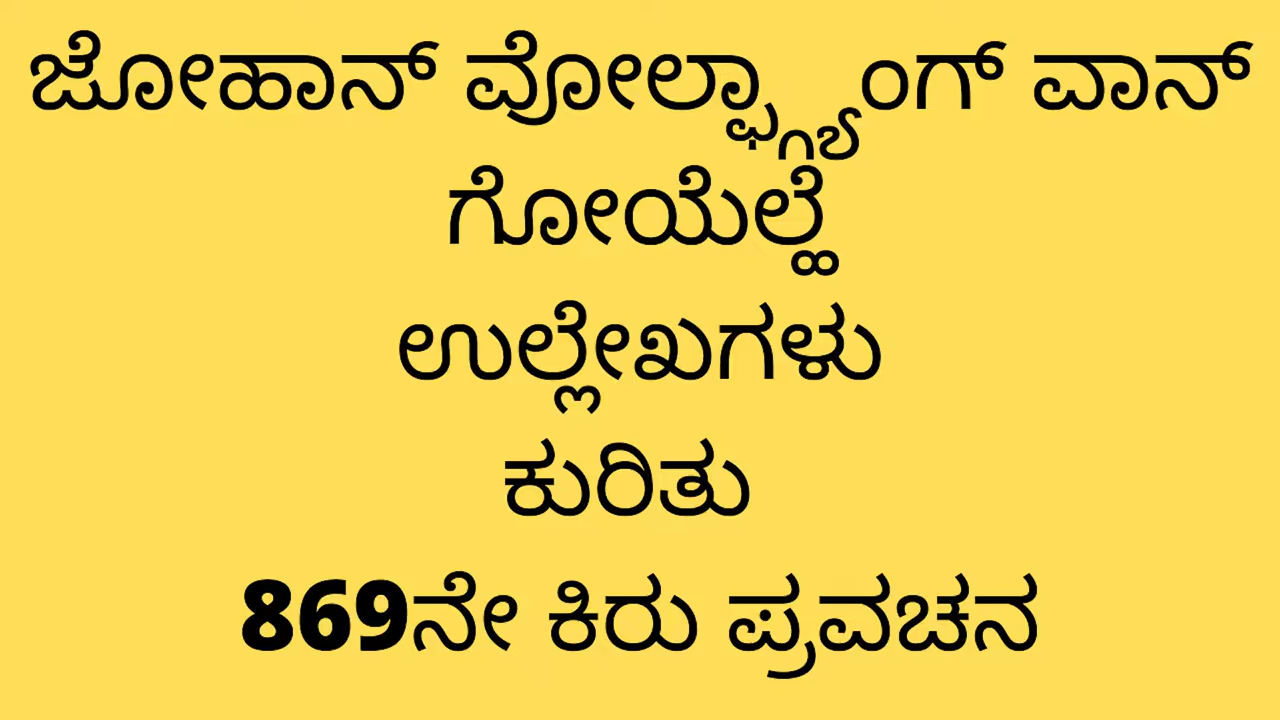 ಜೋಹಾನ್ ವೋಲ್ಫ್ಗ್ಯಾಂಗ್ ವಾನ್
ಗೋಯೆಲ್ಹೆ
ಉಲ್ಲೇಖಗಳು
ಕುರಿತು
869ನೇ ಕಿರು ಪ್ರವಚನ